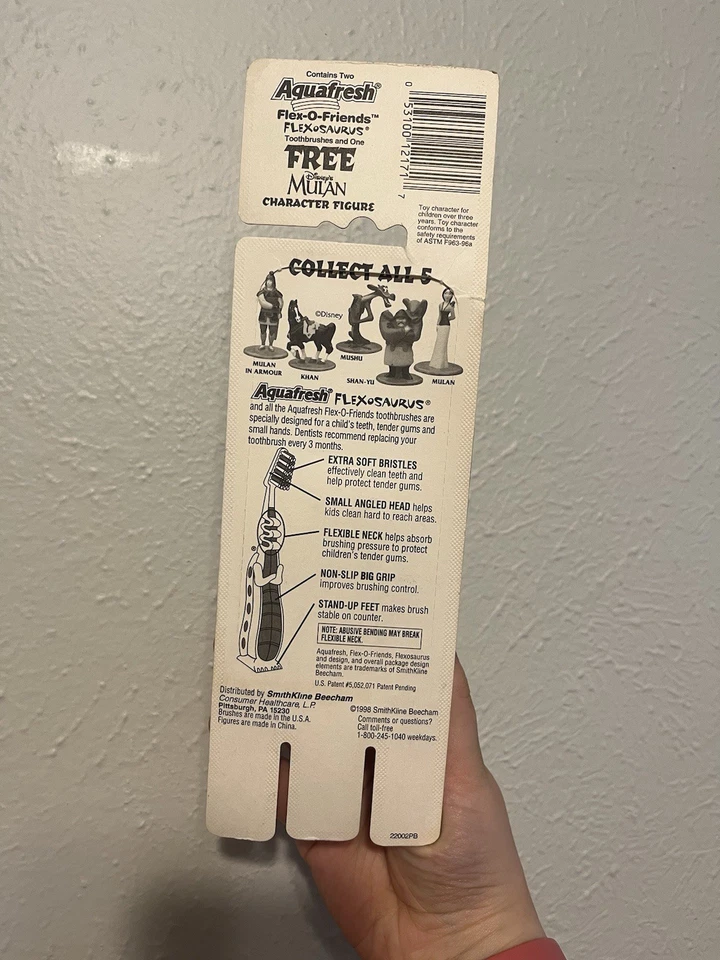 Contains Two
Aquafresh®
Flex-O-Friends™
FLEXOSAURUS®
Toothbrushes and One
FREE
Disney's
MULAN
CHARACTER FIGURE
0 53100 12171 7
Toy character for
children over three
years. Toy character
conforms to the
safety requirements
of ASTM F963-96a
COLLECT ALL 5
©Disney
MULAN
IN ARMOUR
KHAN
MUSHU
SHAN-YU
MULAN
Aquafresh® FLEXOSAURUS®
and all the Aquafresh Flex-O-Friends toothbrushes are
specially designed for a child's teeth, tender gums and
small hands. Dentists recommend replacing your
toothbrush every 3 months.
EXTRA SOFT BRISTLES
effectively clean teeth and
help protect tender gums.
SMALL ANGLED HEAD helps
kids clean hard to reach areas.
FLEXIBLE NECK helps absorb
brushing pressure to protect
children's tender gums.
®
NON-SLIP BIG GRIP
improves brushing control.
STAND-UP FEET makes brush
stable on counter.
NOTE: ABUSIVE BENDING MAY BREAK
FLEXIBLE NECK.
Aquafresh, Flex-O-Friends, Flexosaurus
and design, and overall package design
elements are trademarks of SmithKline
Beecham.
U.S. Patent #5,052,071 Patent Pending
Distributed by SmithKline Beecham
Consumer Healthcare, L.P.
Pittsburgh, PA 15230
Brushes are made in the U.S.A.
Figures are made in China.
©1998 SmithKline Beecham
Comments or questions?
Call toll-free
1-800-245-1040 weekdays.
22002PB